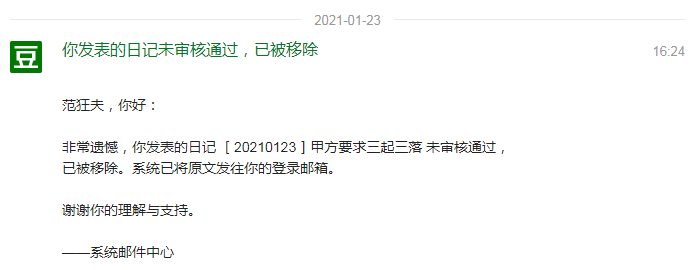 2021-01-23
豆
你发表的日记未审核通过，已被移除
16:24
范狂夫，你好：
非常遗憾，你发表的日记 ［ 20210123 ］甲方要求三起三落 未审核通过，
已被移除。系统已将原文发往你的登录邮箱。
谢谢你的理解与支持。
——系统邮件中心